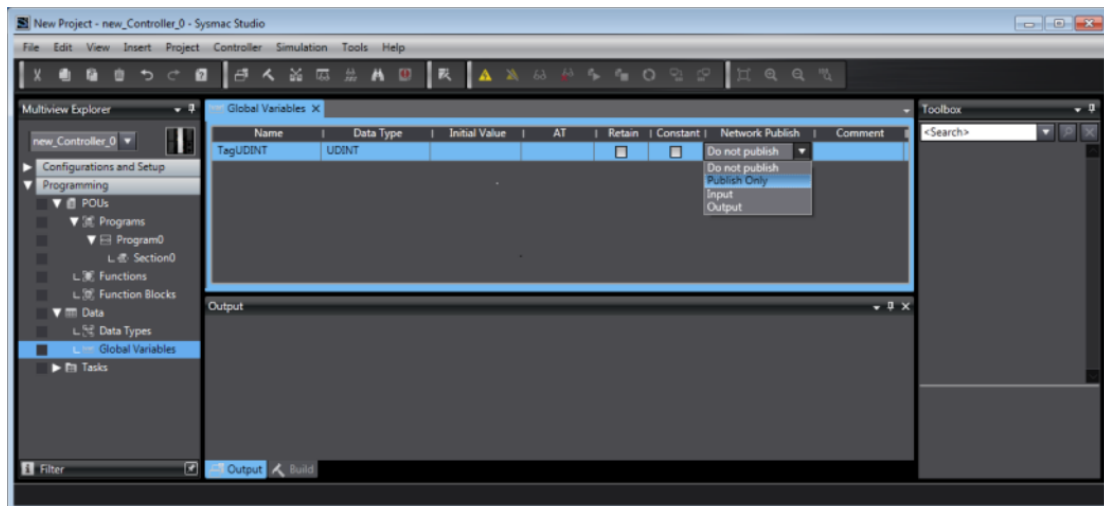 New Project - new_Controller_0 - Sysmac Studio
File Edit View Insert Project Controller Simulation Tools Help
Multiview Explorer
new_Controller_0
Configurations and Setup
Programming
POUs
Programs
Program0
Section0
Functions
Function Blocks
Data
Data Types
Global Variables
Tasks
Filter
Global Variables X
Name | Data Type | Initial Value | AT | Retain | Constant | Network Publish | Comment
TagUDINT UDINT Do not publish
Do not publish
Publish Only
Input
Output
Output
Output Build
Toolbox
<Search>